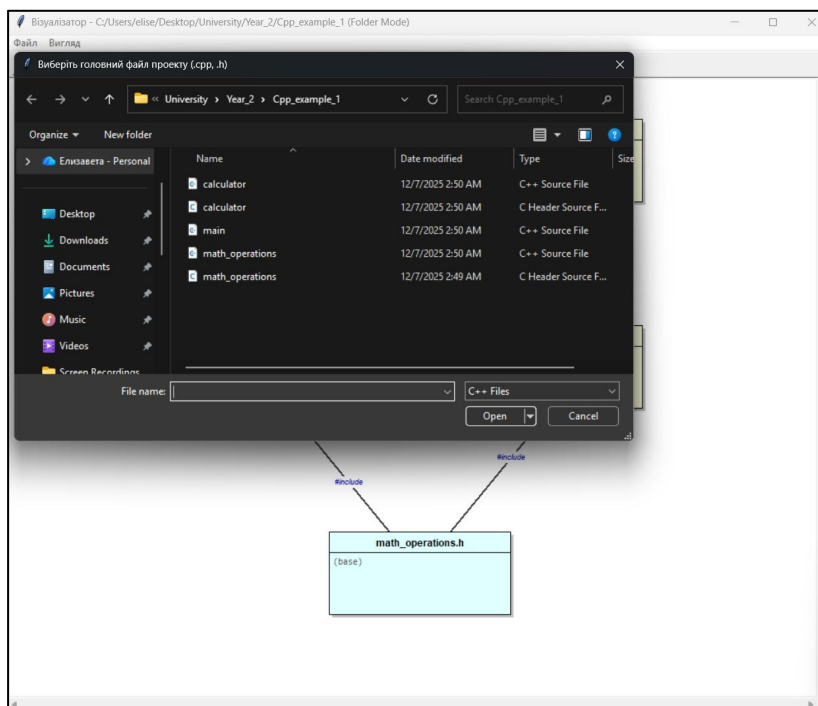 Візуалізатор - C:/Users/elise/Desktop/University/Year_2/Cpp_example_1 (Folder Mode)
Файл Вигляд
Виберіть головний файл проекту (.cpp, .h)
« University › Year_2 › Cpp_example_1
Search Cpp_example_1
Organize New folder
Елизавета - Personal
Desktop
Downloads
Documents
Pictures
Music
Videos
Screen Recordings
Name Date modified Type Size
calculator 12/7/2025 2:50 AM C++ Source File
calculator 12/7/2025 2:50 AM C Header Source F...
main 12/7/2025 2:50 AM C++ Source File
math_operations 12/7/2025 2:50 AM C++ Source File
math_operations 12/7/2025 2:49 AM C Header Source F...
File name: C++ Files
Open Cancel
#include
#include
math_operations.h
(base)